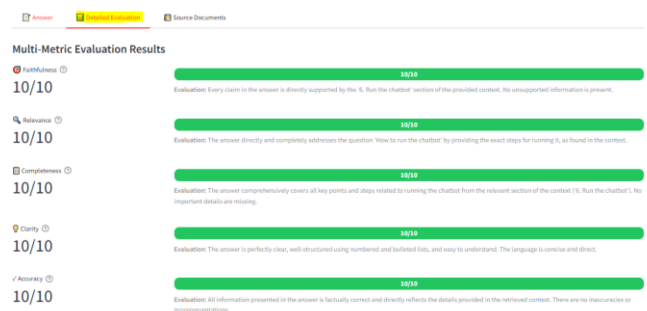 Answer
Detailed Evaluation
Source Documents
Multi-Metric Evaluation Results
Faithfulness
10/10
10/10
Evaluation: Every claim in the answer is directly supported by the '6. Run the chatbot' section of the provided context. No unsupported information is present.
Relevance
10/10
10/10
Evaluation: The answer directly and completely addresses the question 'How to run the chatbot' by providing the exact steps for running it, as found in the context.
Completeness
10/10
10/10
Evaluation: The answer comprehensively covers all key points and steps related to running the chatbot from the relevant section of the context ('6. Run the chatbot'). No
important details are missing.
Clarity
10/10
10/10
Evaluation: The answer is perfectly clear, well-structured using numbered and bulleted lists, and easy to understand. The language is concise and direct.
Accuracy
10/10
10/10
Evaluation: All information presented in the answer is factually correct and directly reflects the details provided in the retrieved context. There are no inaccuracies or
misrepresentations.